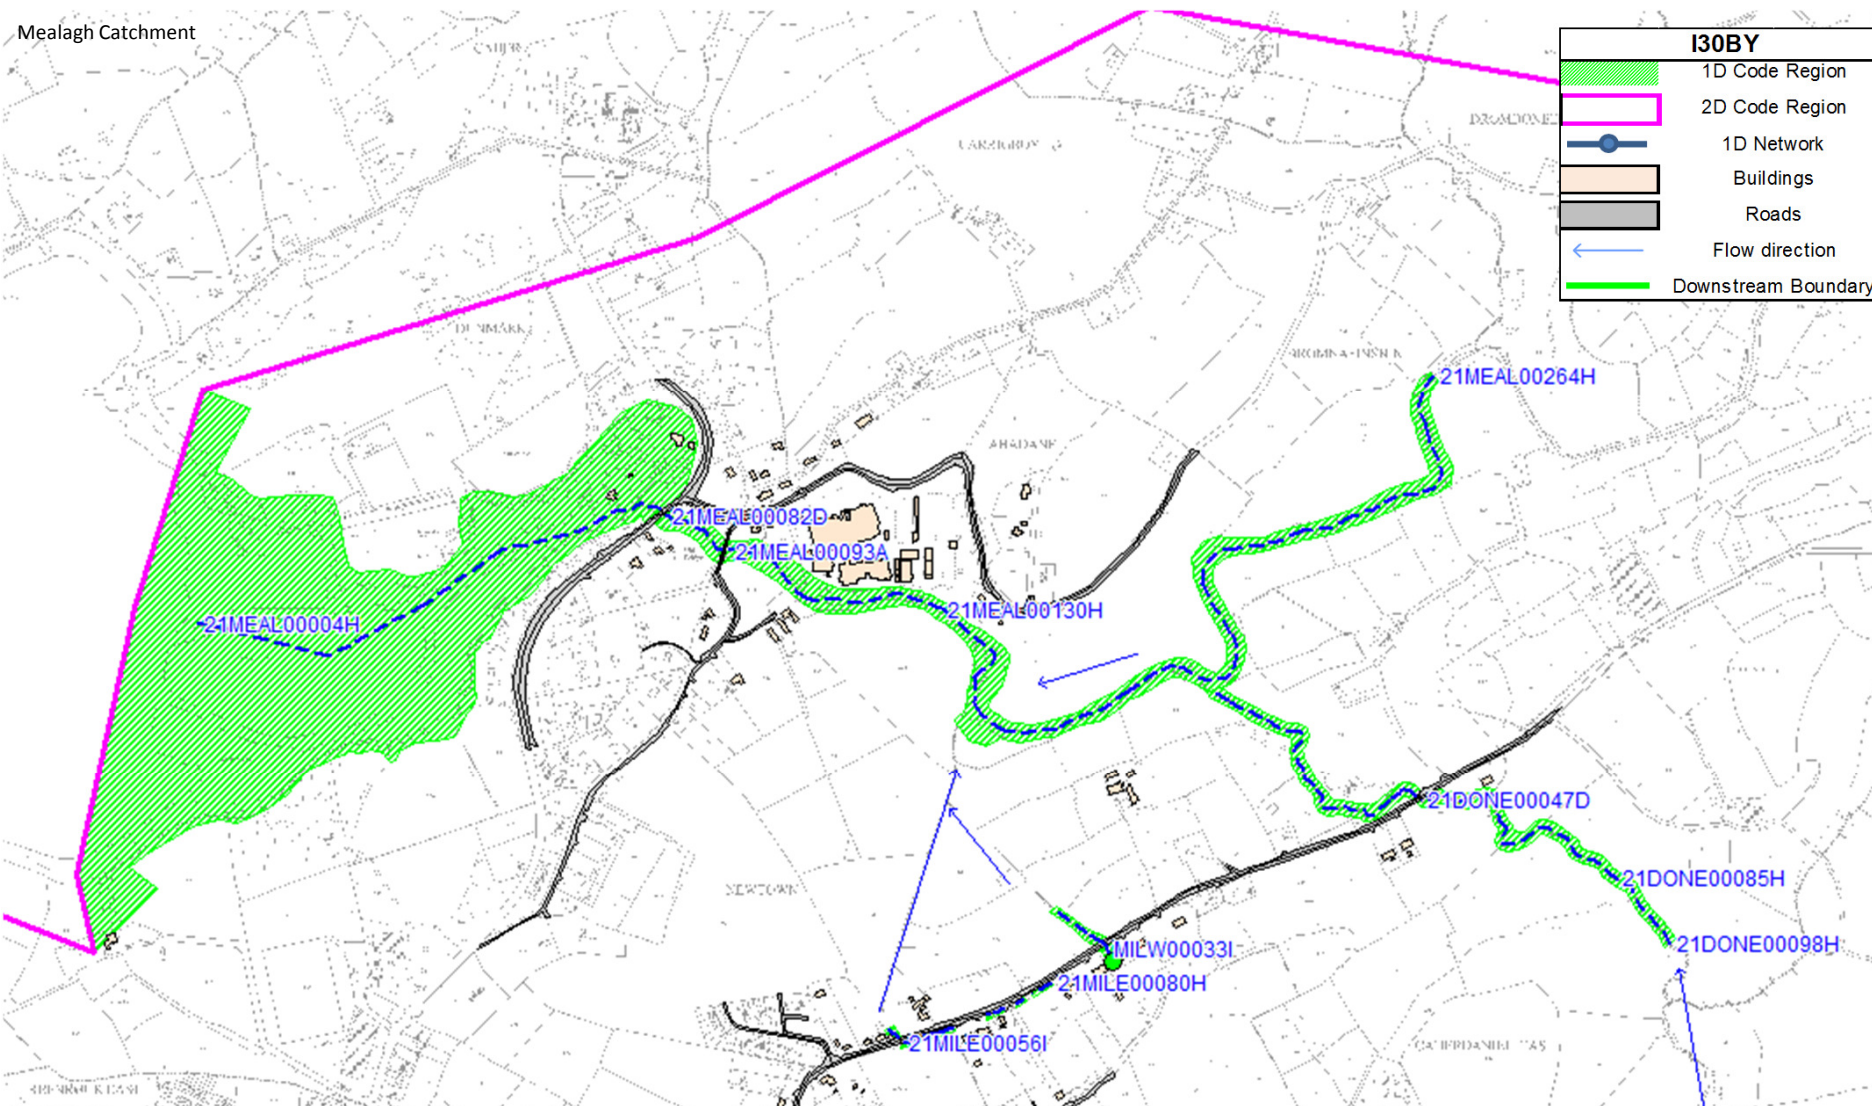 Mealagh Catchment
I30BY
1D Code Region
2D Code Region
1D Network
Buildings
Roads
Flow direction
Downstream Boundary
DUNMARK
21MEAL00264H
21MEAL00082D
21MEAL00093A
21MEAL00130H
21MEAL00004H
21DONE00047D
21DONE00085H
21DONE00098H
NEWTOWN
MILW00033I
21MILE00080H
21MILE00056I